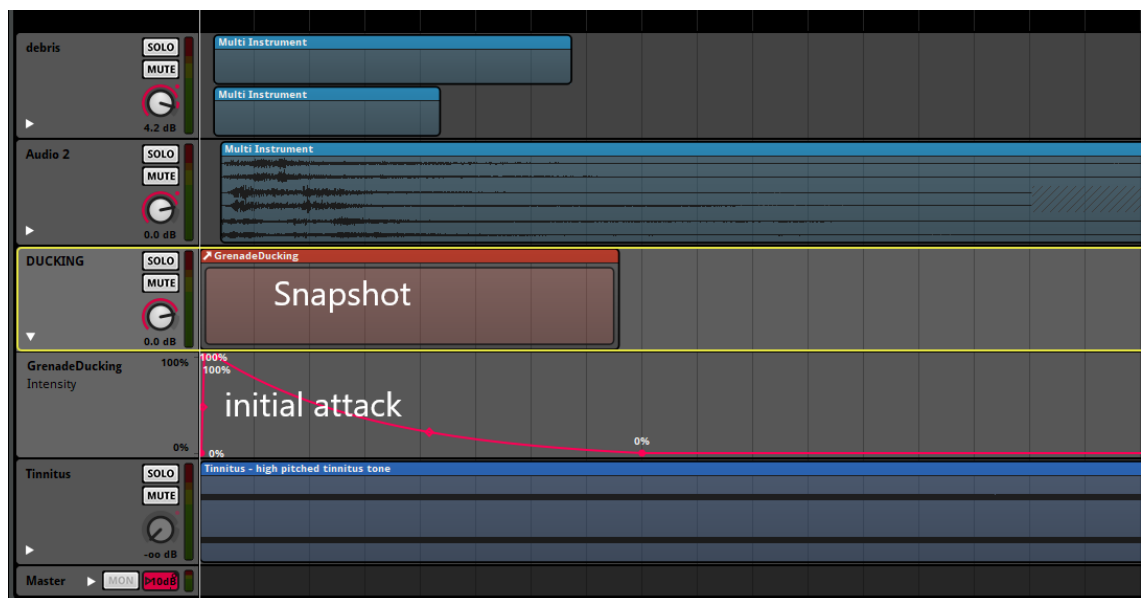 debris
SOLO
MUTE
4.2 dB
Multi Instrument
Multi Instrument
Audio 2
SOLO
MUTE
0.0 dB
Multi Instrument
DUCKING
SOLO
MUTE
0.0 dB
GrenadeDucking
Snapshot
GrenadeDucking
Intensity
100%
0%
100%
100%
initial attack
0%
0%
Tinnitus
SOLO
MUTE
-oo dB
Tinnitus - high pitched tinnitus tone
Master
MON
10dB